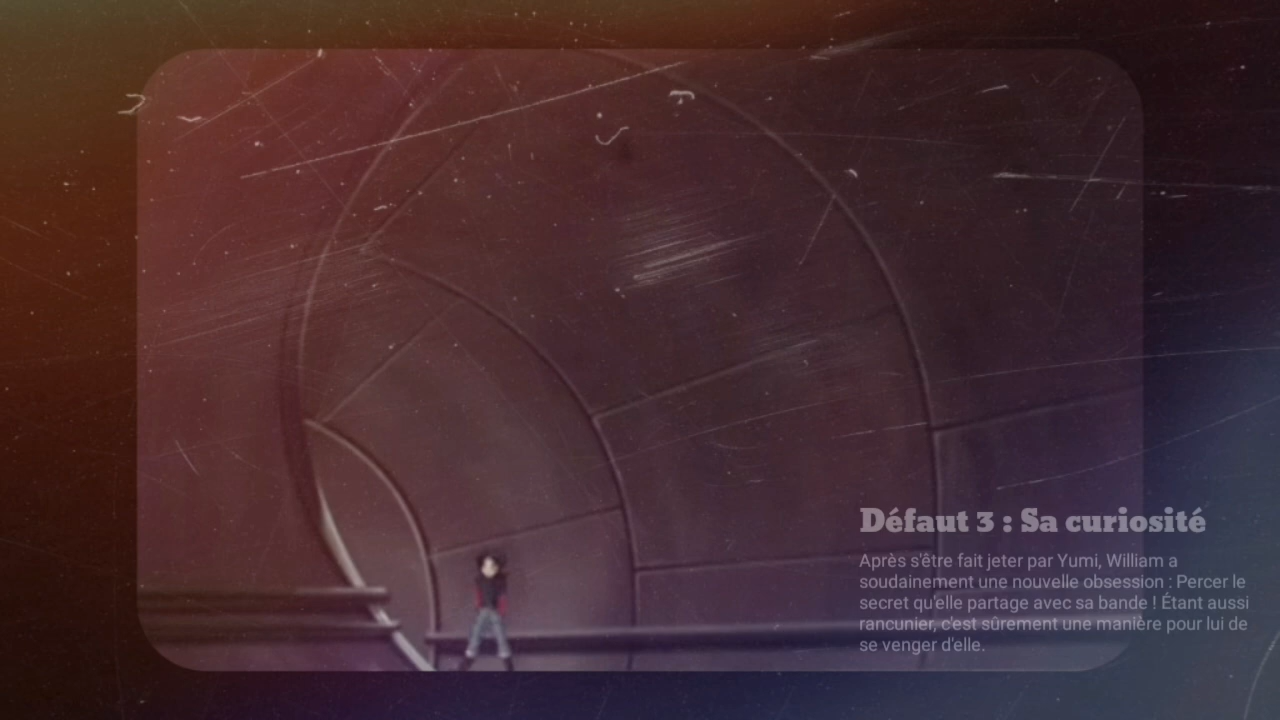 Défaut 3 : Sa curiosité
Après s'être fait jeter par Yumi, William a
soudainement une nouvelle obsession : Percer le
secret qu'elle partage avec sa bande ! Étant aussi
rancunier, c'est sûrement une manière pour lui de
se venger d'elle.